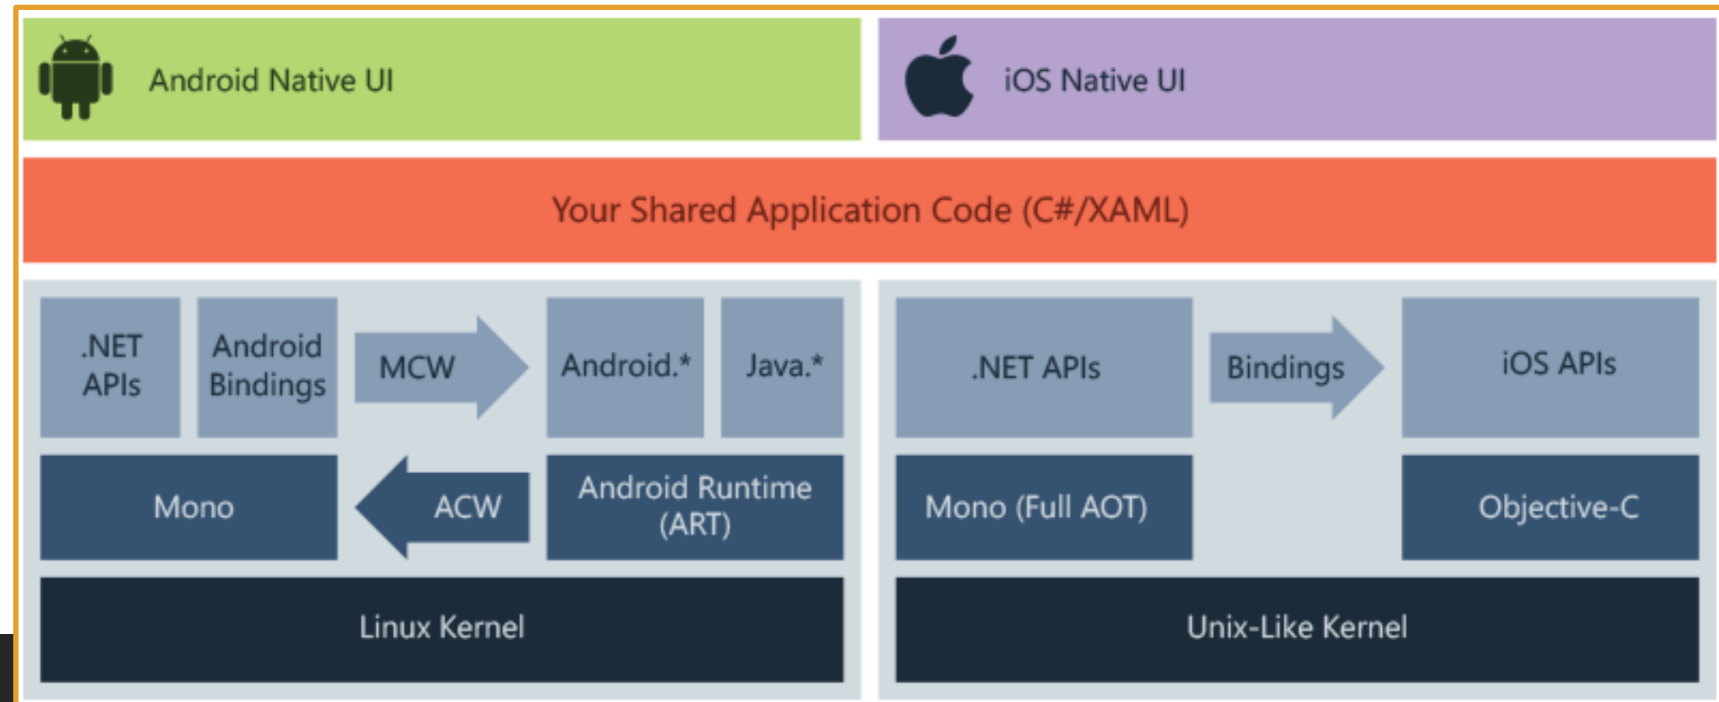 Android Native UI
iOS Native UI
Your Shared Application Code (C#/XAML)
.NET
APIs
Android
Bindings
MCW
Android.*
Java.*
Mono
ACW
Android Runtime
(ART)
Linux Kernel
.NET APIs
Bindings
iOS APIs
Mono (Full AOT)
Objective-C
Unix-Like Kernel